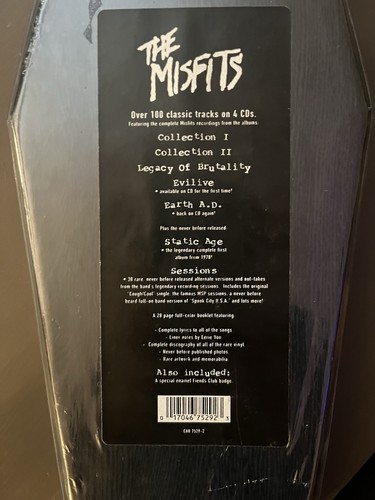 THE
MISFITS
Over 100 classic tracks on 4 CDs.
Featuring the complete Misfits recordings from the albums
Collection I
Collection II
Legacy Of Brutality
Evilive
• available on CD for the first time!
Earth A.D.
• back on CD again!
Plus the never before released
Static Age
• the legendary complete first
album from 1978!
Sessions
• 30 rare, never before released alternate versions and out-takes
from the band's legendary recording sessions. Includes the original
"Cough/Cool" single, the famous MSP sessions, a never before
heard full-on band version of "Spook City U.S.A." and lots more!
A 28 page full-color booklet featuring:
- Complete lyrics to all of the songs
- Liner notes by Eerie Von
- Complete discography of all of the rare vinyl
- Never before published photos
- Rare artwork and memorabilia
Also included:
A special enamel Fiends Club badge.
0 17046 75292 3
CAR 7529-2